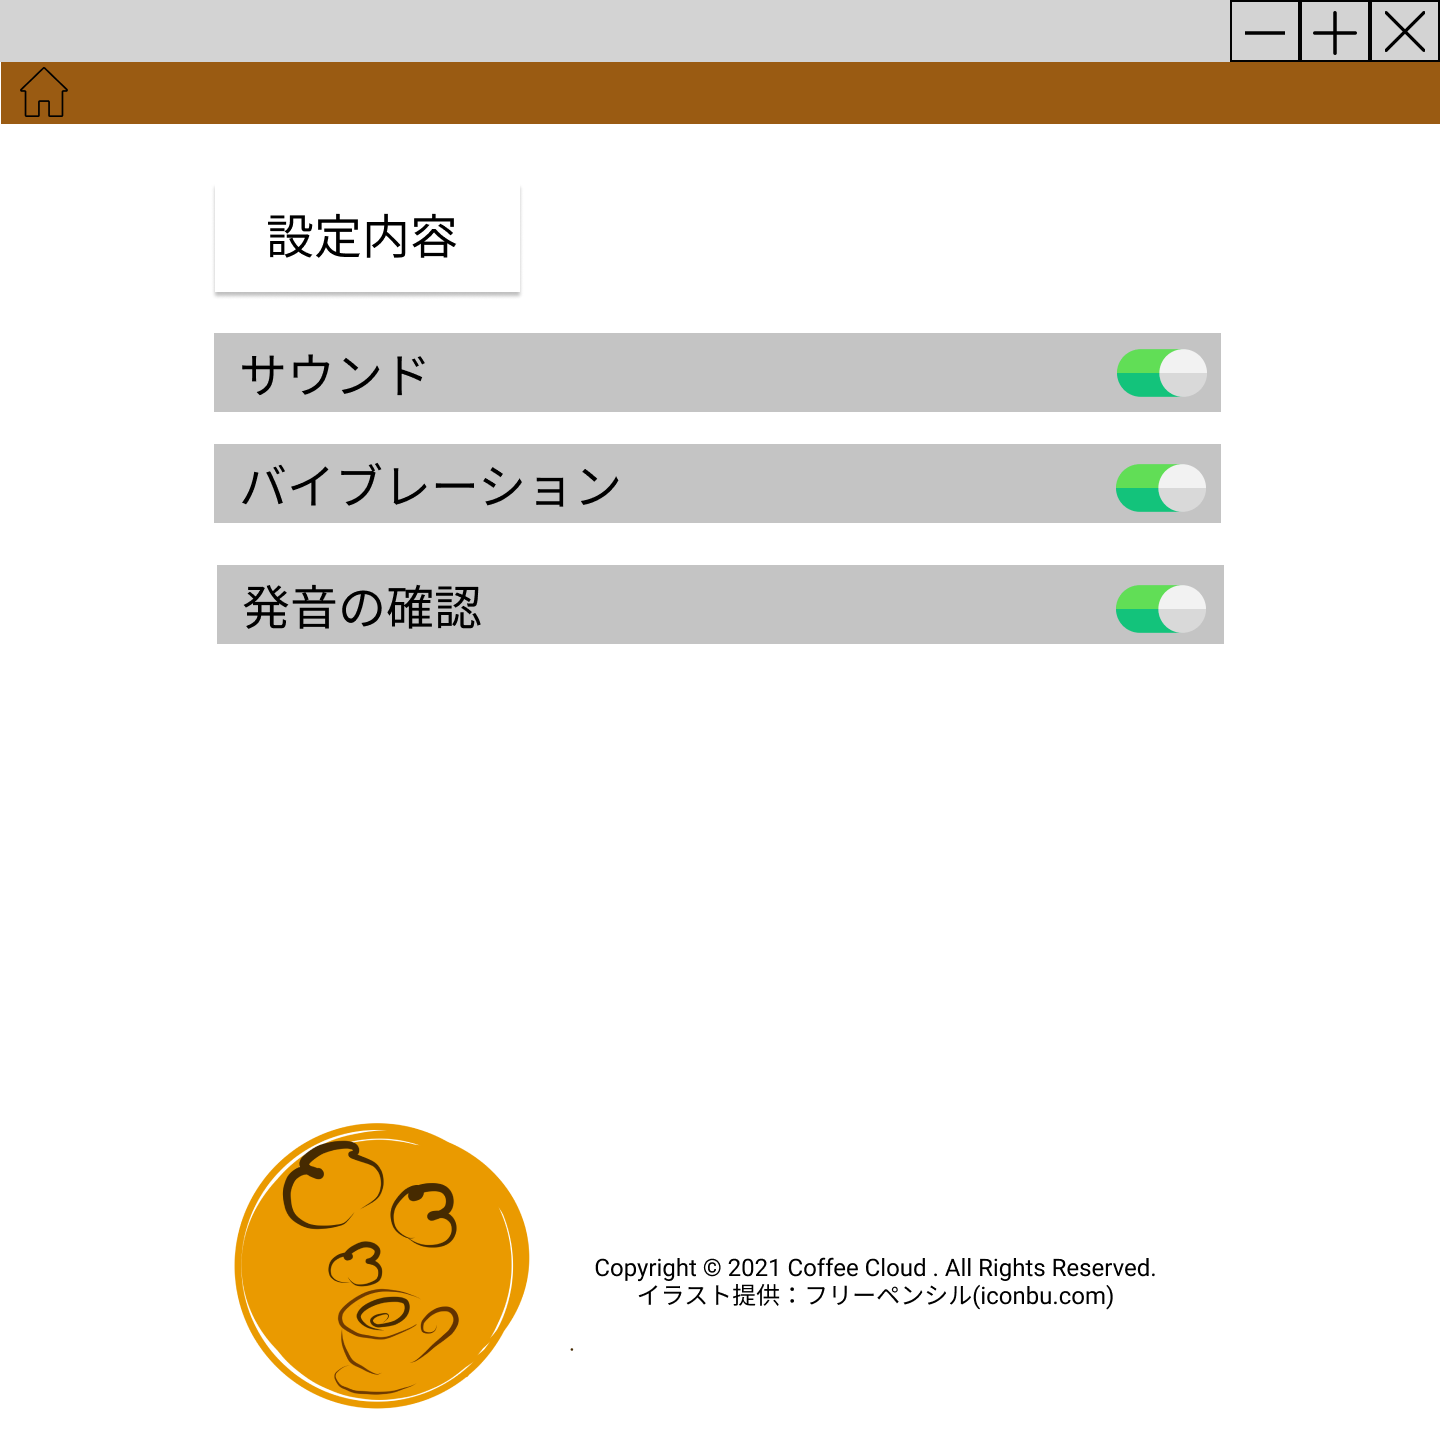 設定内容
サウンド
バイブレーション
発音の確認
Copyright © 2021 Coffee Cloud . All Rights Reserved.
イラスト提供：フリーペンシル(iconbu.com)